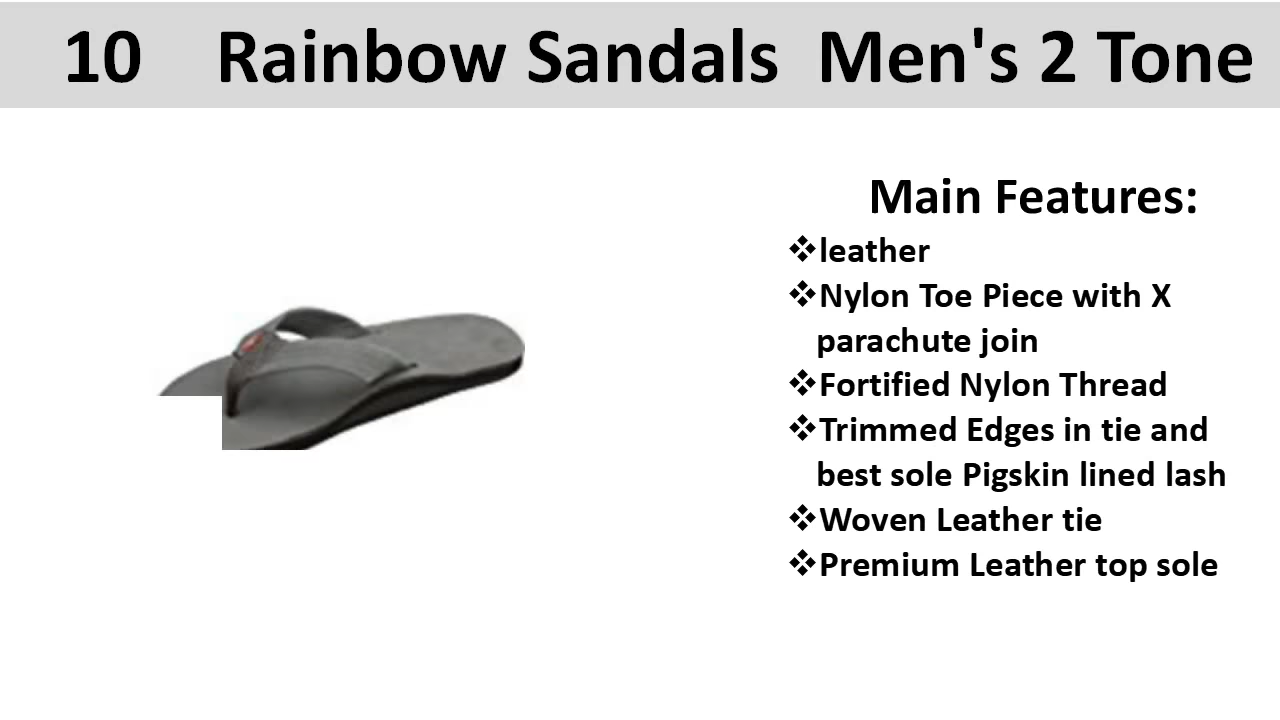 10 Rainbow Sandals Men's 2 Tone
Main Features:
❖leather
❖Nylon Toe Piece with X
parachute join
❖Fortified Nylon Thread
❖Trimmed Edges in tie and
best sole Pigskin lined lash
❖Woven Leather tie
❖Premium Leather top sole